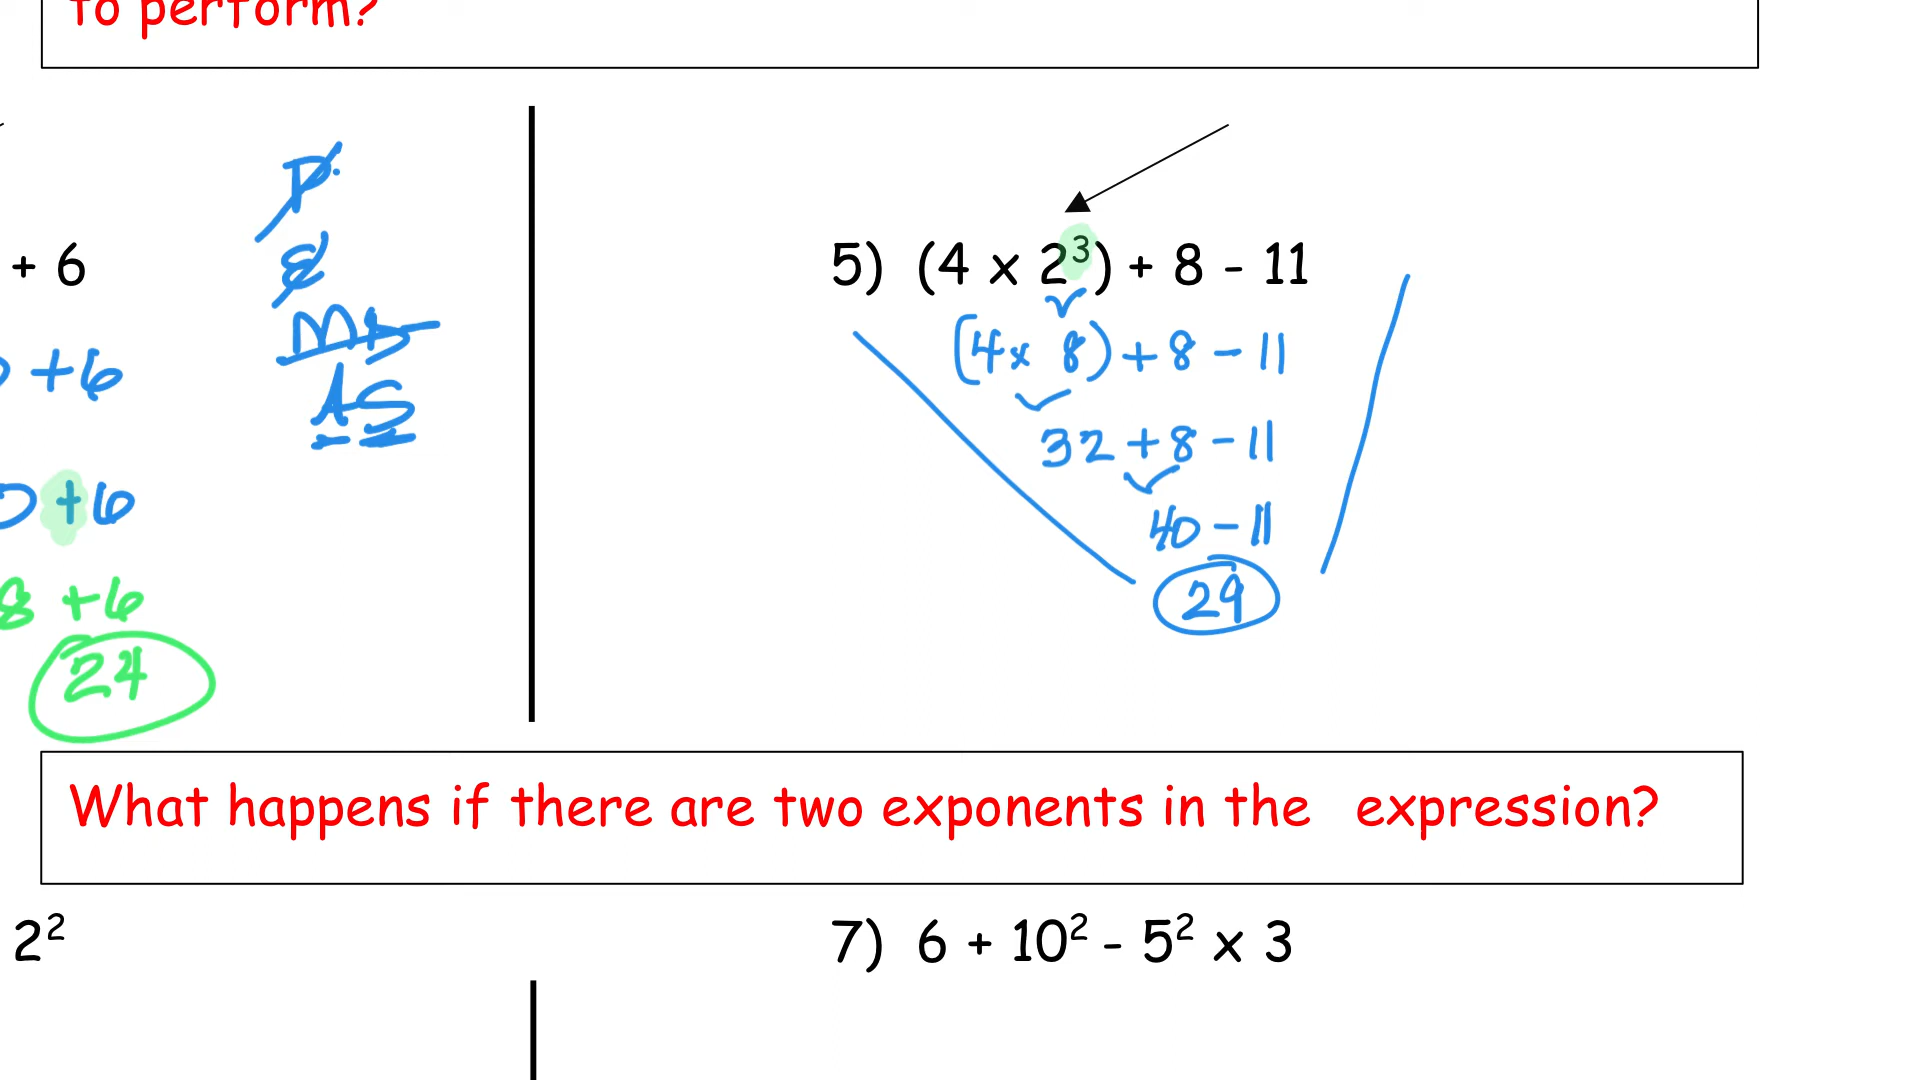 to perform?
+ 6
+6
+6
8 +6
24
P
E
MD
AS
5) (4 x 2³) + 8 - 11
(4x 8) + 8 - 11
32 + 8 - 11
40 - 11
29
What happens if there are two exponents in the expression?
2²
7) 6 + 10² - 5² x 3